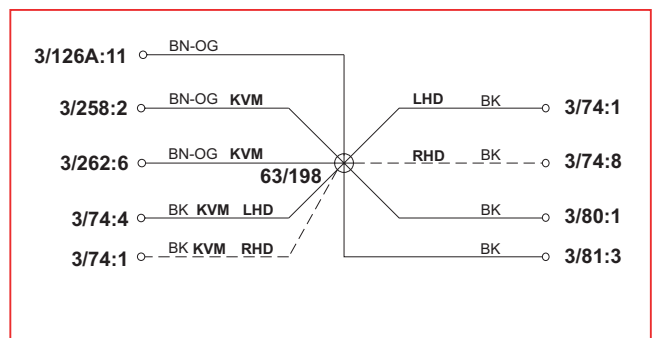 3/126A:11 BN-OG
3/258:2 BN-OG KVM LHD BK 3/74:1
3/262:6 BN-OG KVM RHD BK 3/74:8
63/198
3/74:4 BK KVM LHD BK 3/80:1
3/74:1 BK KVM RHD BK 3/81:3